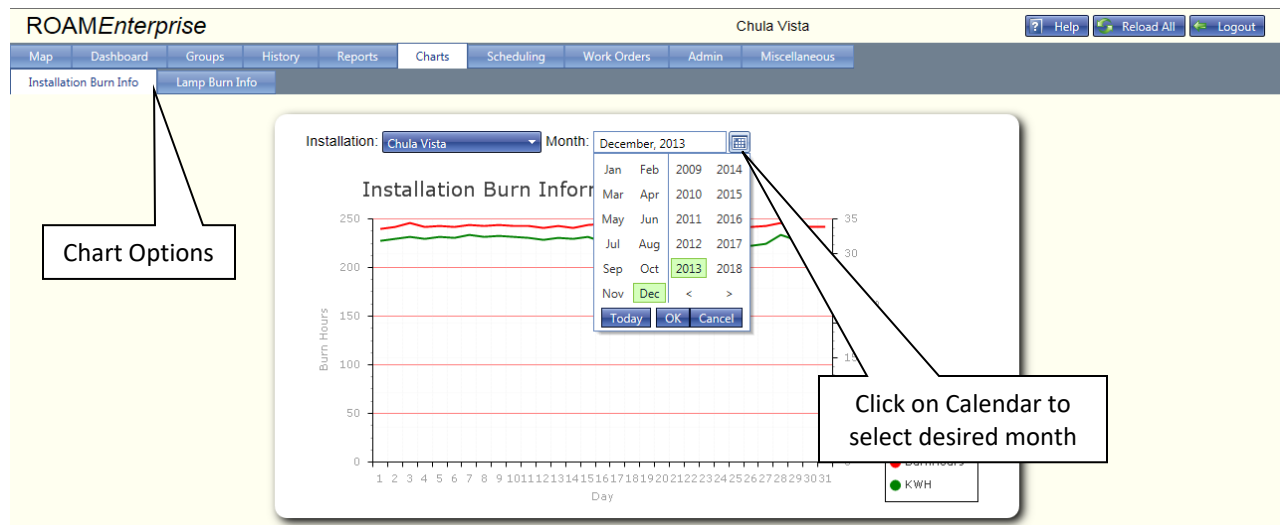 ROAMEnterprise Chula Vista ? Help Reload All Logout
Map Dashboard Groups History Reports Charts Scheduling Work Orders Admin Miscellaneous
Installation Burn Info Lamp Burn Info
Installation: Chula Vista Month: December, 2013
Jan Feb 2009 2014
Installation Burn Infor
Mar Apr 2010 2015
May Jun 2011 2016
Jul Aug 2012 2017
Sep Oct 2013 2018
Nov Dec < >
Today OK Cancel
Chart Options
250
200
150
100
50
0
Burn Hours
35
30
15
1 2 3 4 5 6 7 8 9 10 11 12 13 14 15 16 17 18 19 20 21 22 23 24 25 26 27 28 29 30 31
Day
Click on Calendar to
select desired month
KWH